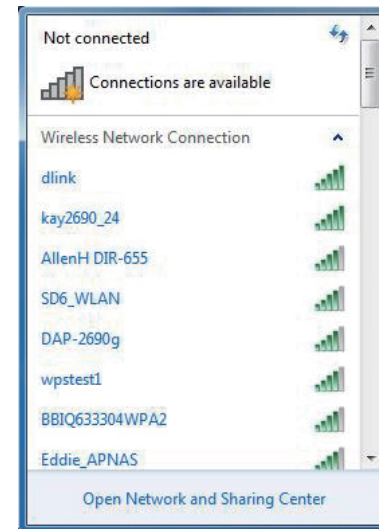 Not connected
Connections are available
Wireless Network Connection
dlink
kay2690_24
AllenH DIR-655
SD6_WLAN
DAP-2690g
wpstest1
BBIQ633304WPA2
Eddie_APNAS
Open Network and Sharing Center